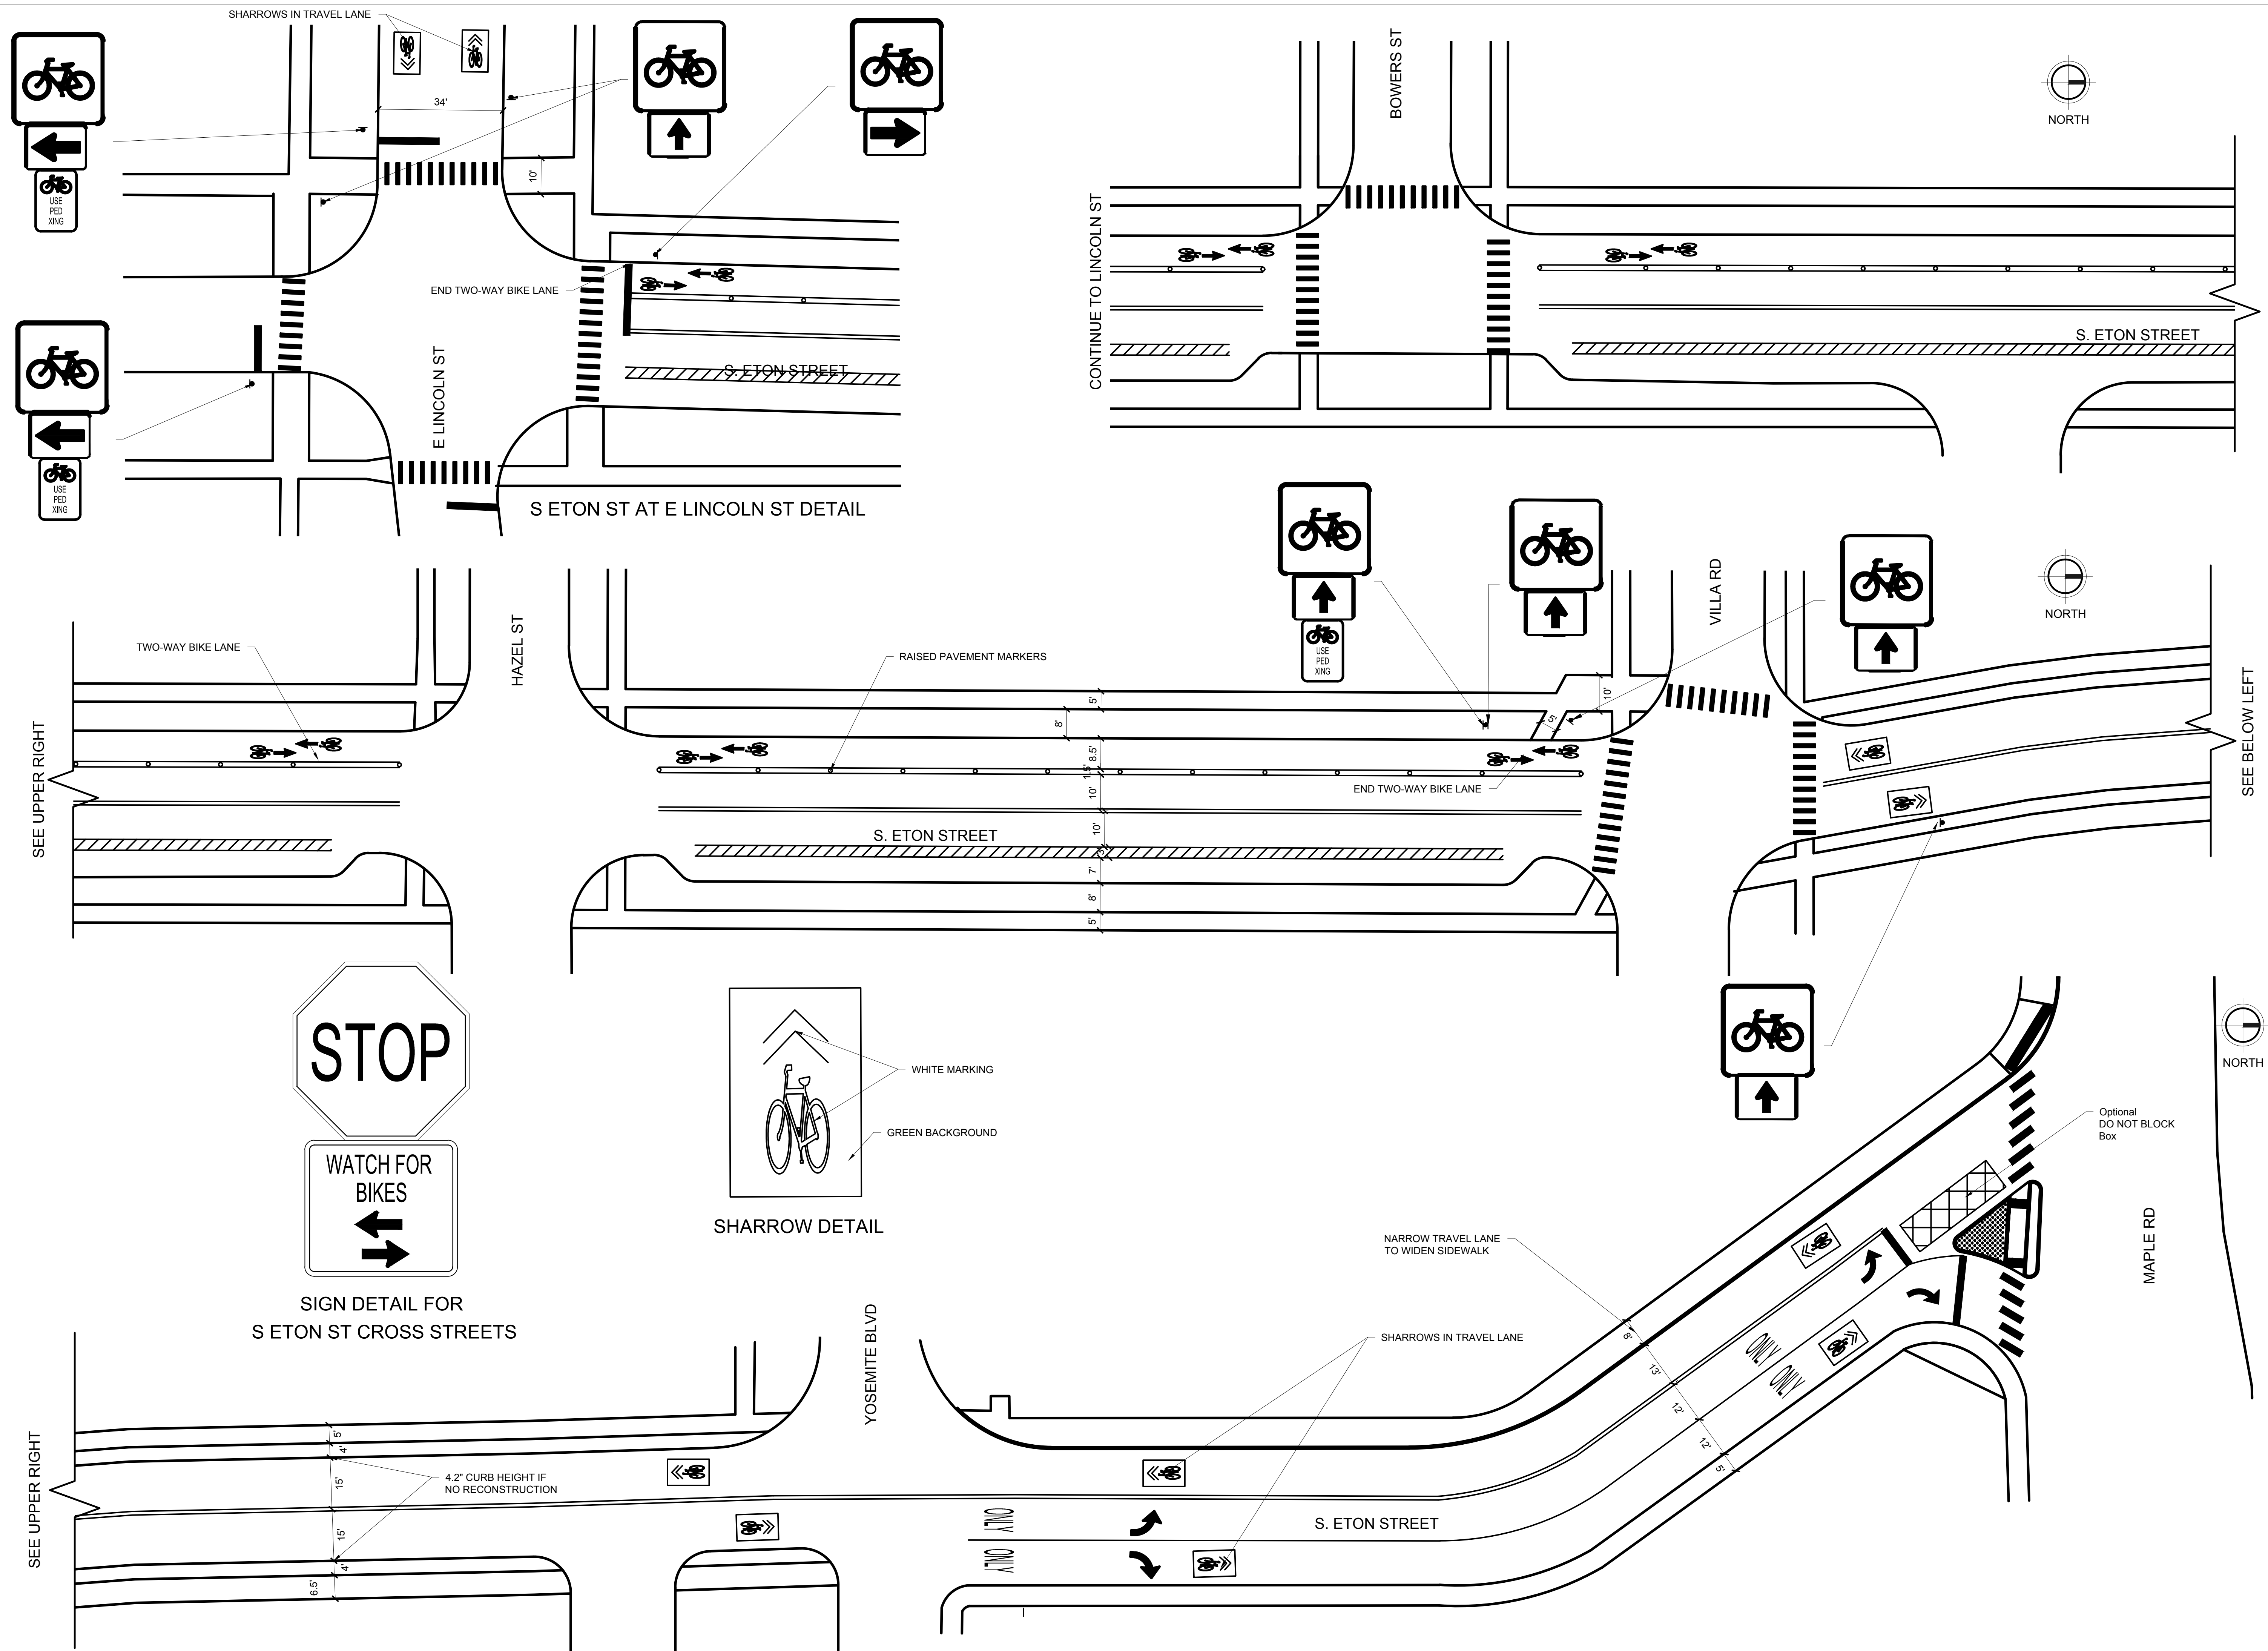 SHARROWS IN TRAVEL LANE
34'
10'
USE
PED
XING
END TWO-WAY BIKE LANE
E LINCOLN ST
S. ETON STREET
USE
PED
XING
S ETON ST AT E LINCOLN ST DETAIL
BOWERS ST
NORTH
CONTINUE TO LINCOLN ST
S. ETON STREET
SEE UPPER RIGHT
TWO-WAY BIKE LANE
HAZEL ST
RAISED PAVEMENT MARKERS
USE
PED
XING
VILLA RD
NORTH
SEE BELOW LEFT
5'
8'
8.5'
1.5'
10'
10'
3'
7'
8'
5'
5'
10'
END TWO-WAY BIKE LANE
S. ETON STREET
STOP
WATCH FOR
BIKES
SIGN DETAIL FOR
S ETON ST CROSS STREETS
WHITE MARKING
GREEN BACKGROUND
SHARROW DETAIL
NORTH
Optional
DO NOT BLOCK
Box
MAPLE RD
NARROW TRAVEL LANE
TO WIDEN SIDEWALK
SHARROWS IN TRAVEL LANE
8'
13'
12'
12'
5'
ONLY
ONLY
YOSEMITE BLVD
SEE UPPER RIGHT
5'
4'
15'
15'
4'
6.5'
4.2" CURB HEIGHT IF
NO RECONSTRUCTION
ONLY
ONLY
S. ETON STREET